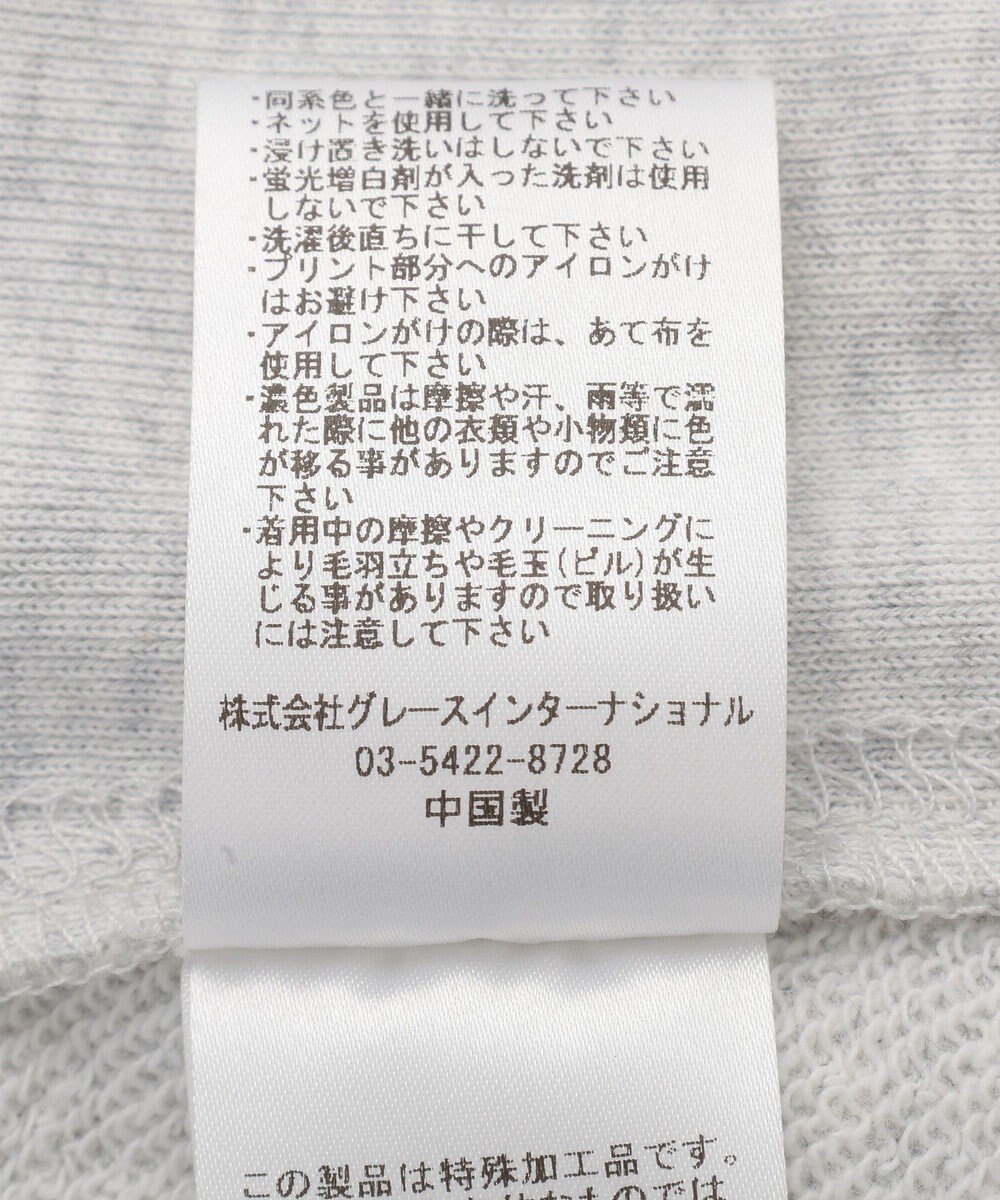 ・同系色と一緒に洗って下さい
・ネットを使用して下さい
・浸け置き洗いはしないで下さい
・蛍光増白剤が入った洗剤は使用
しないで下さい
・洗濯後直ちに干して下さい
・プリント部分へのアイロンがけ
はお避け下さい
・アイロンがけの際は、あて布を
使用して下さい
・濃色製品は摩擦や汗、雨等で濡
れた際に他の衣類や小物類に色
が移る事がありますのでご注意
下さい
・着用中の摩擦やクリーニングに
より毛羽立ちや毛玉(ピル)が生
じる事がありますので取り扱い
には注意して下さい
株式会社グレースインターナショナル
03-5422-8728
中国製
この製品は特殊加工品です。
なものでは